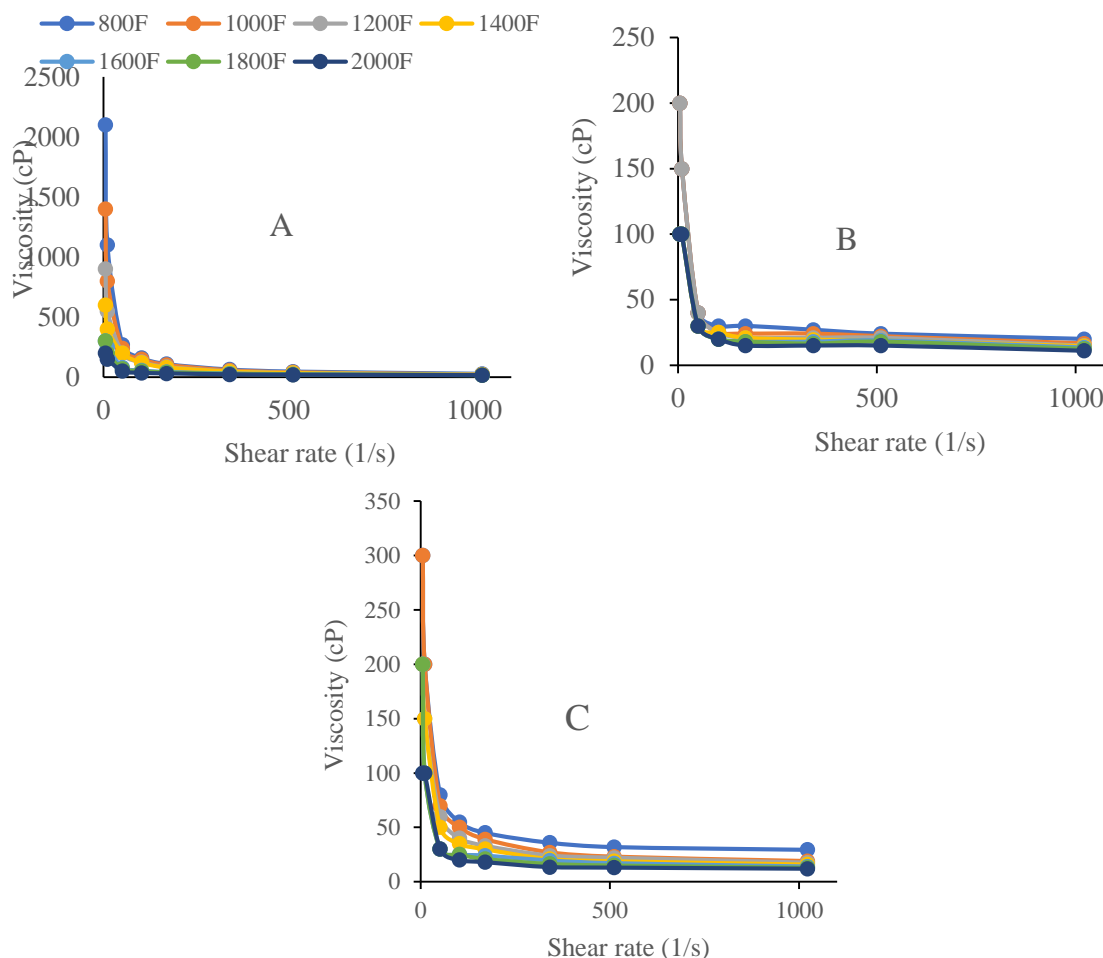 800F 1000F 1200F 1400F
1600F 1800F 2000F
2500
2000
1500
1000
500
0
Viscosity (cP)
A
0 500 1000
Shear rate (1/s)
250
200
150
100
50
0
Viscosity (cP)
B
0 500 1000
Shear rate (1/s)
350
300
250
200
150
100
50
0
Viscosity (cP)
C
0 500 1000
Shear rate (1/s)